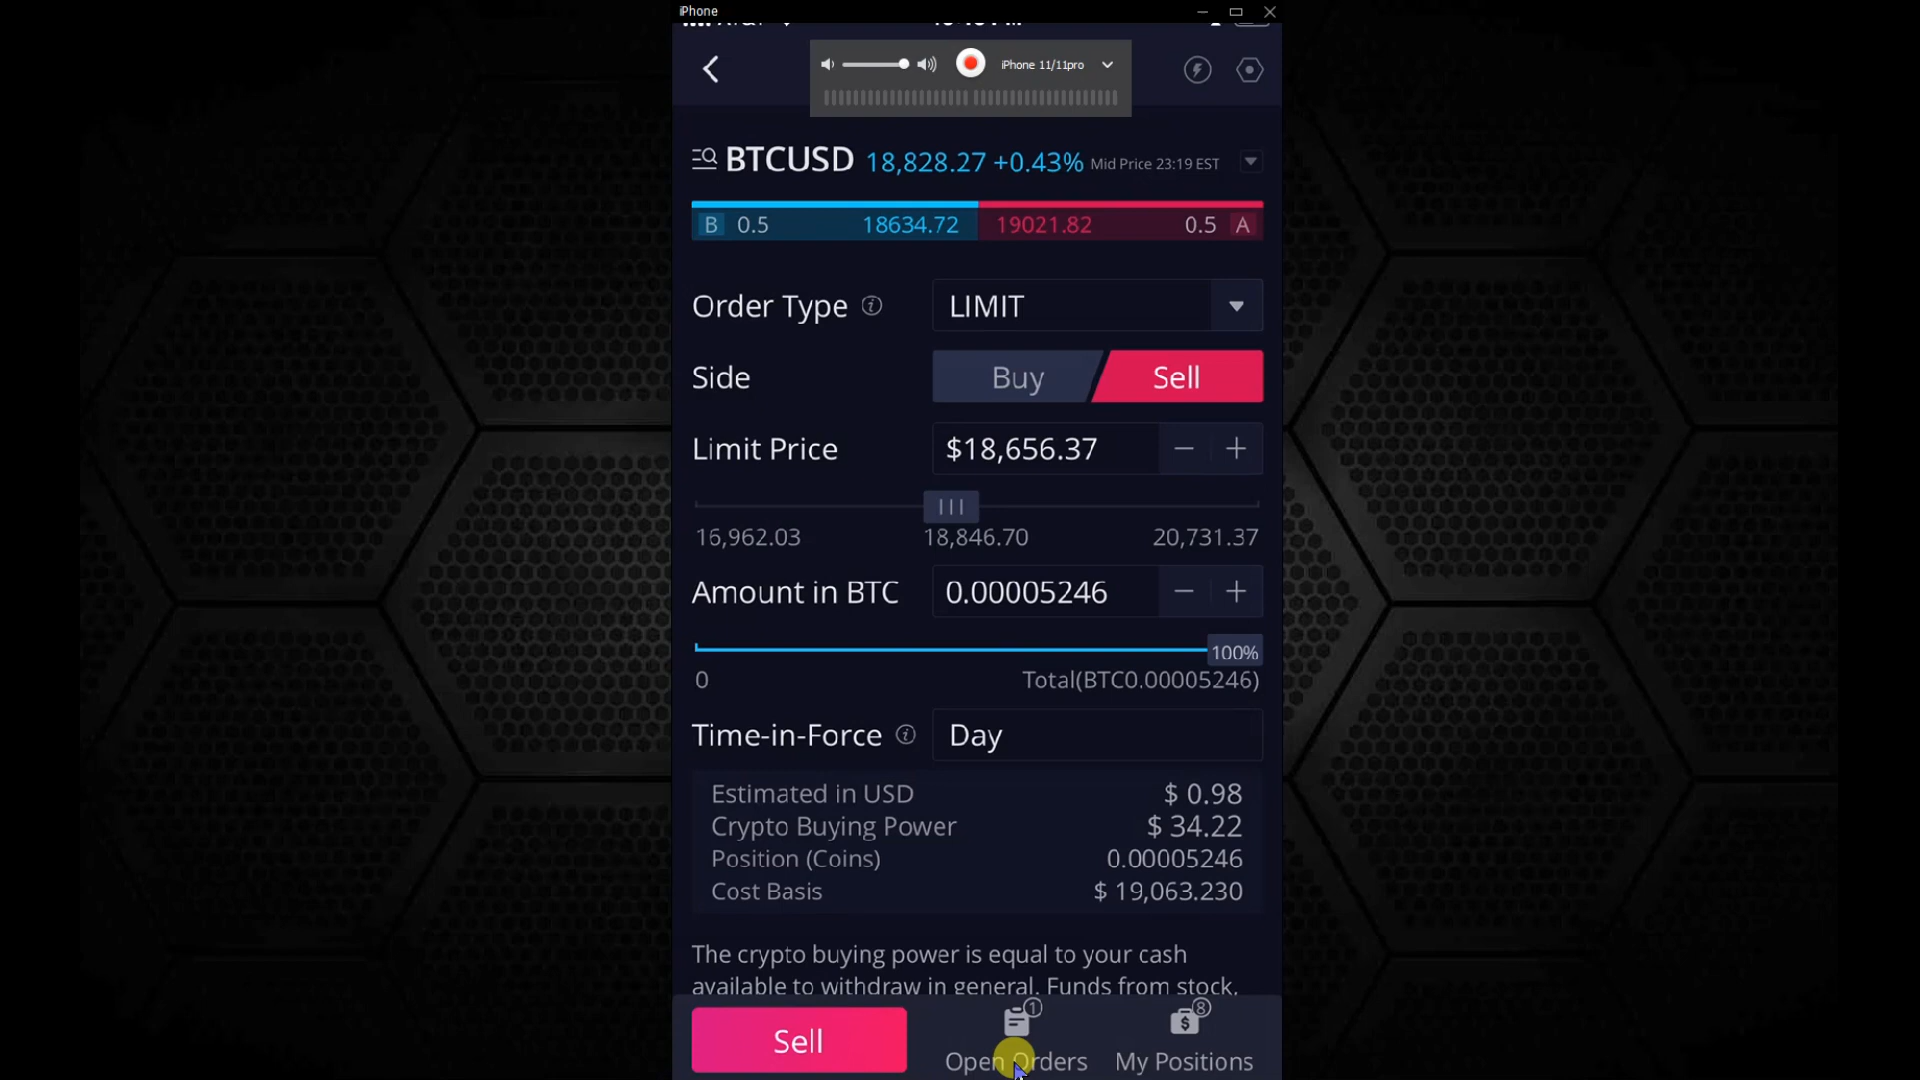 iPhone
iPhone 11/11pro
BTCUSD 18,828.27 +0.43% Mid Price 23:19 EST
B 0.5 18634.72 19021.82 0.5 A
Order Type LIMIT
Side Buy Sell
Limit Price $18,656.37 − +
16,962.03 18,846.70 20,731.37
Amount in BTC 0.00005246 − +
100%
0 Total(BTC0.00005246)
Time-in-Force Day
Estimated in USD $ 0.98
Crypto Buying Power $ 34.22
Position (Coins) 0.00005246
Cost Basis $ 19,063.230
The crypto buying power is equal to your cash
available to withdraw in general. Funds from stock,
1 8
Sell Open Orders My Positions